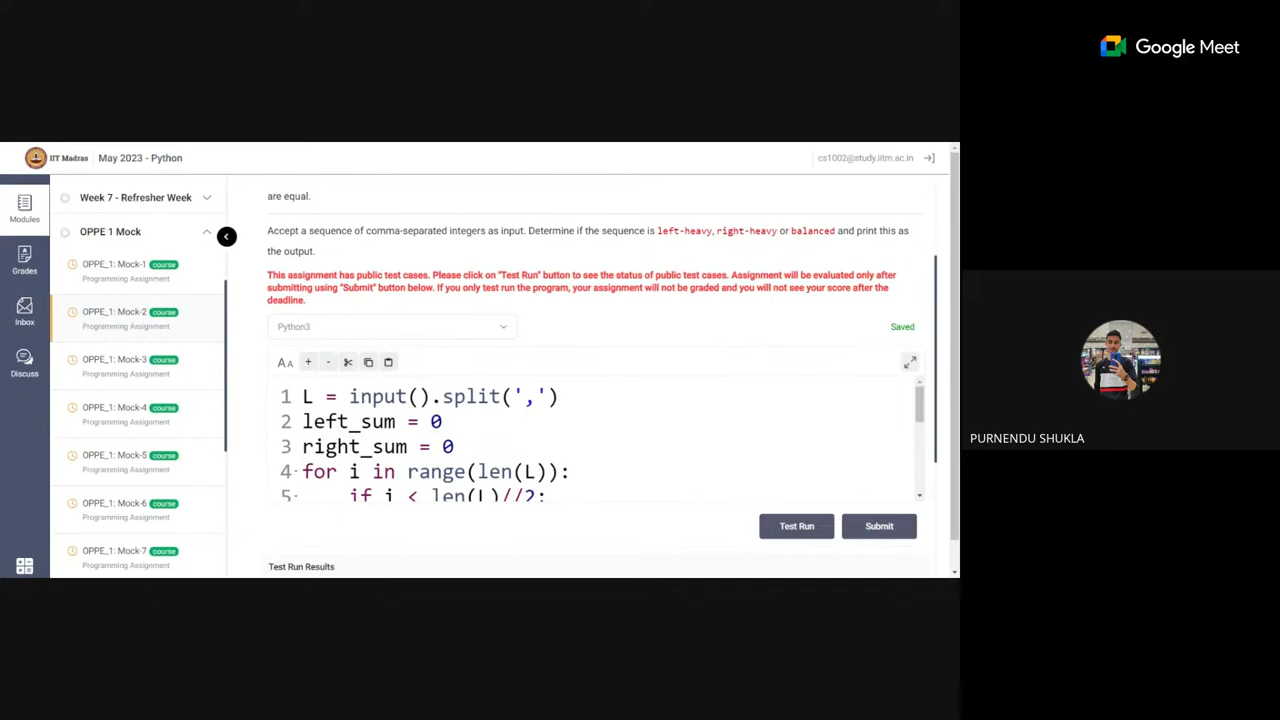 Google Meet
IIT Madras
May 2023 - Python
cs1002@study.iitm.ac.in
Modules
Grades
Inbox
Discuss
Week 7 - Refresher Week
OPPE 1 Mock
OPPE_1: Mock-1 course
Programming Assignment
OPPE_1: Mock-2 course
Programming Assignment
OPPE_1: Mock-3 course
Programming Assignment
OPPE_1: Mock-4 course
Programming Assignment
OPPE_1: Mock-5 course
Programming Assignment
OPPE_1: Mock-6 course
Programming Assignment
OPPE_1: Mock-7 course
Programming Assignment
are equal.
Accept a sequence of comma-separated integers as input. Determine if the sequence is left-heavy, right-heavy or balanced and print this as
the output.
This assignment has public test cases. Please click on "Test Run" button to see the status of public test cases. Assignment will be evaluated only after
submitting using "Submit" button below. If you only test run the program, your assignment will not be graded and you will not see your score after the
deadline.
Python3
Saved
AA + -
1 L = input().split(',')
2 left_sum = 0
3 right_sum = 0
4 for i in range(len(L)):
5 if i < len(L)//2:
Test Run
Submit
Test Run Results
PURNENDU SHUKLA